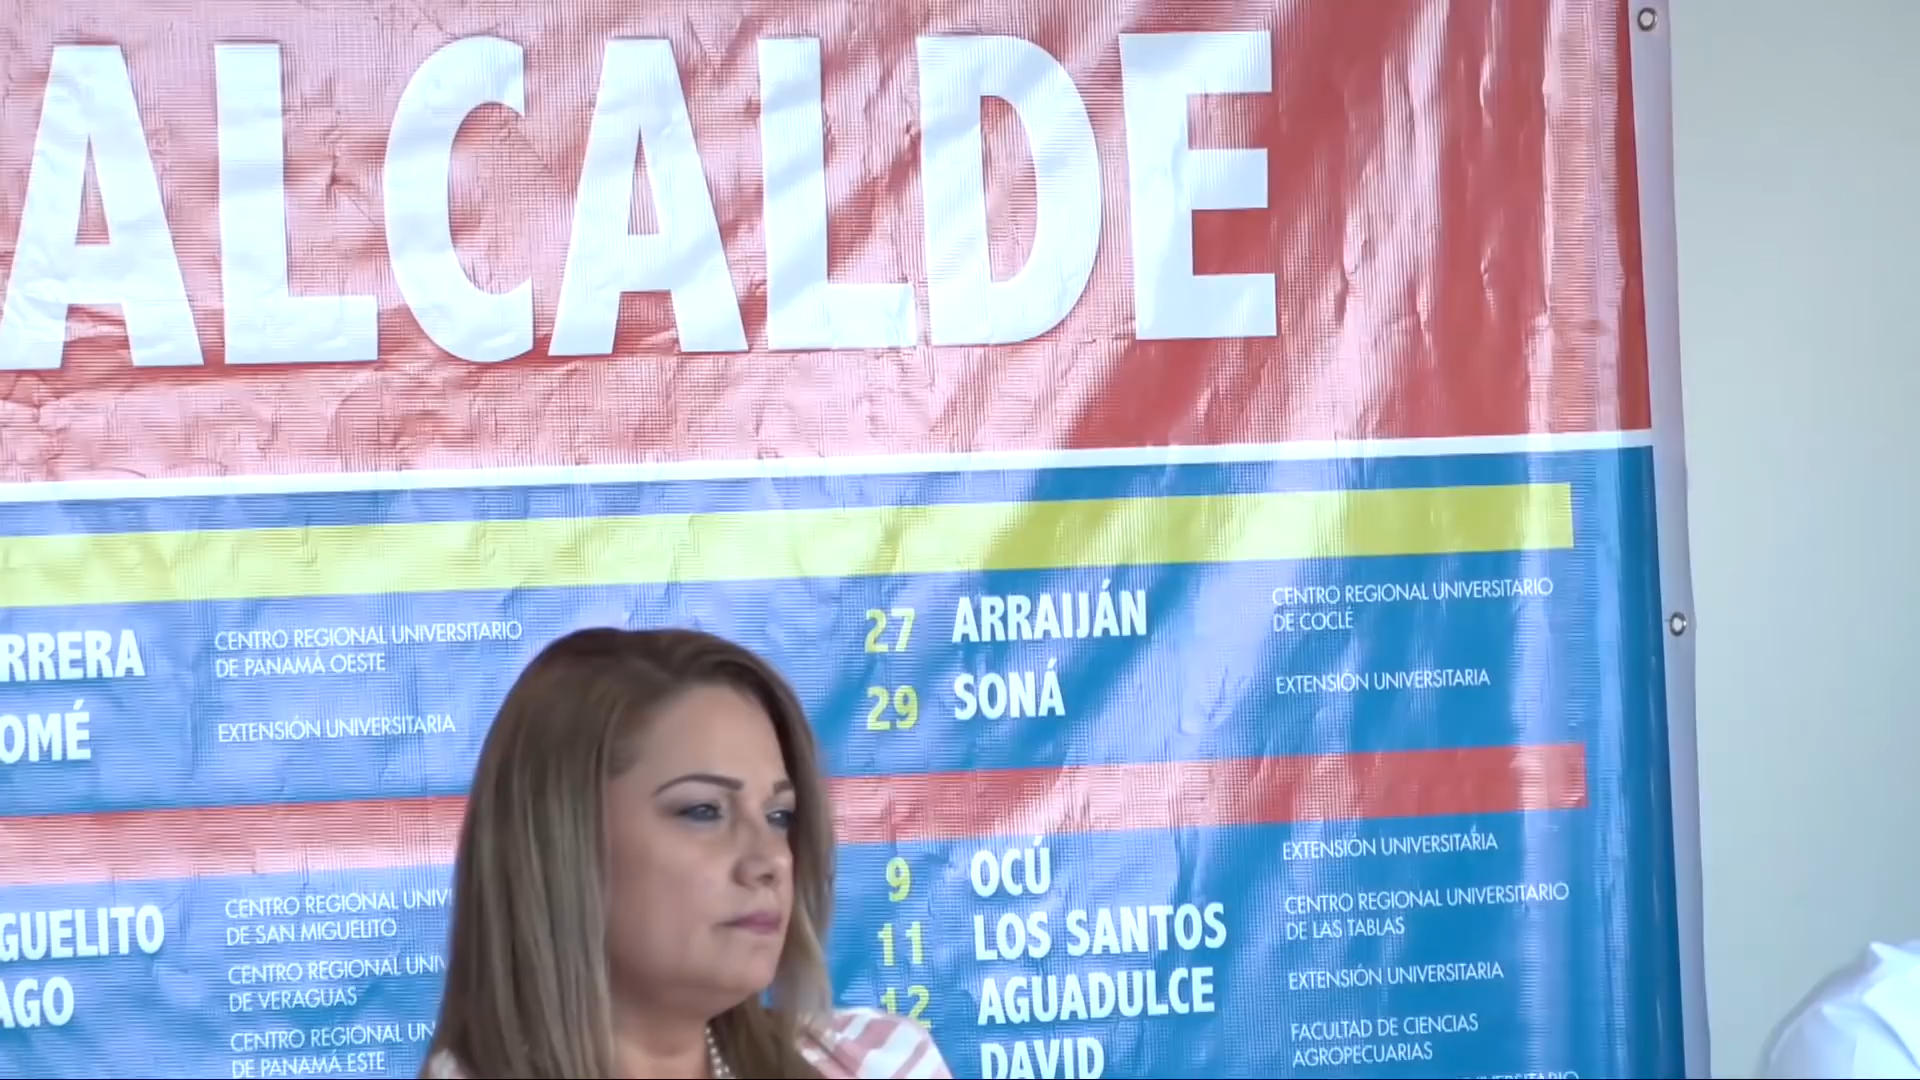 ALCALDE
RRERA
CENTRO REGIONAL UNIVERSITARIO
DE PANAMÁ OESTE
OMÉ
EXTENSIÓN UNIVERSITARIA
GUELITO
CENTRO REGIONAL UNIV
DE SAN MIGUELITO
AGO
CENTRO REGIONAL UNIV
DE VERAGUAS
CENTRO REGIONAL UN
DE PANAMÁ ESTE
27 ARRAIJÁN
CENTRO REGIONAL UNIVERSITARIO
DE COCLÉ
29 SONÁ
EXTENSIÓN UNIVERSITARIA
9 OCÚ
EXTENSIÓN UNIVERSITARIA
11 LOS SANTOS
CENTRO REGIONAL UNIVERSITARIO
DE LAS TABLAS
12 AGUADULCE
EXTENSIÓN UNIVERSITARIA
DAVID
FACULTAD DE CIENCIAS
AGROPECUARIAS